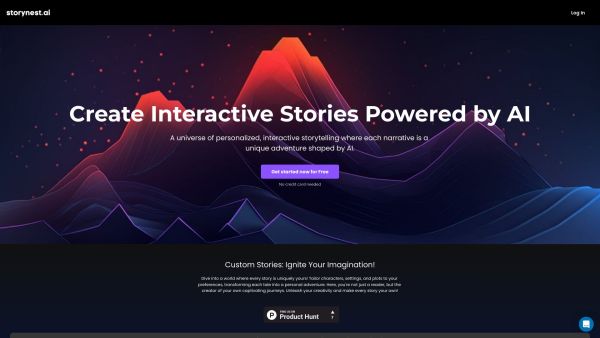 storynest.ai
Log In
Create Interactive Stories Powered by AI
A universe of personalized, interactive storytelling where each narrative is a
unique adventure shaped by AI.
Get started now for Free
No credit card needed
Custom Stories: Ignite Your Imagination!
Dive into a world where every story is uniquely yours! Tailor characters, settings, and plots to your
preferences, transforming each tale into a personal adventure. Here, you're not just a reader, but the
creator of your own captivating journeys. Unleash your creativity and make every story your own!
FIND US ON
Product Hunt
7